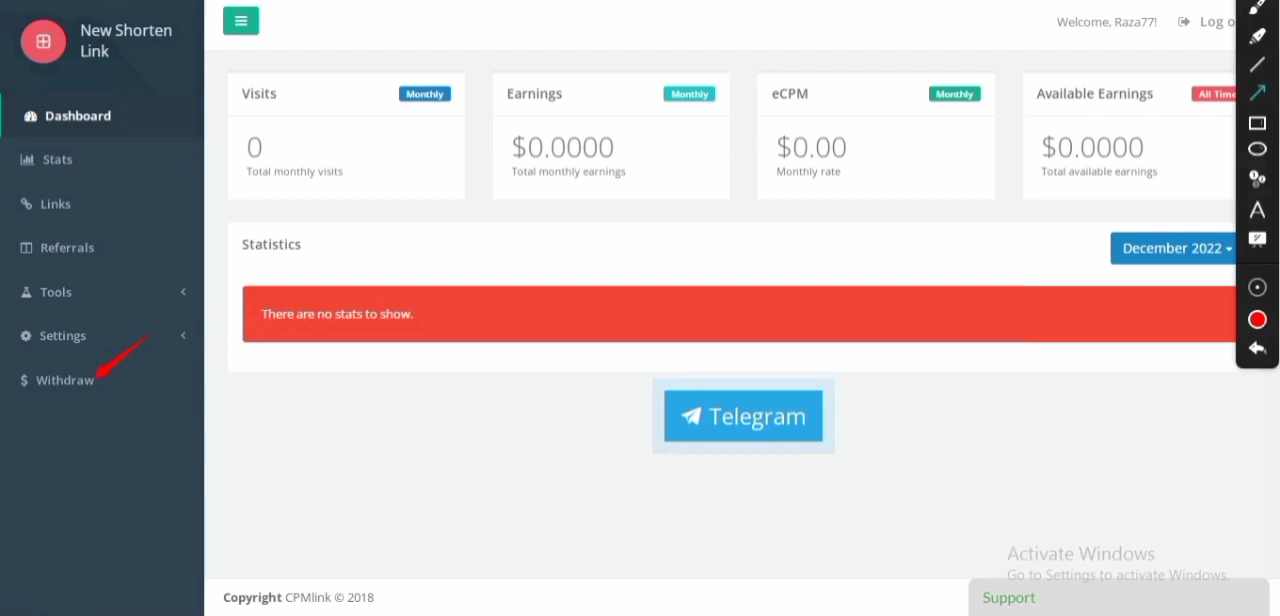 New Shorten
Link
Dashboard
Stats
Links
Referrals
Tools
Settings
$ Withdraw
Welcome, Raza77!
Log o
Visits
Monthly
0
Total monthly visits
Earnings
Monthly
$0.0000
Total monthly earnings
eCPM
Monthly
$0.00
Monthly rate
Available Earnings
All Time
$0.0000
Total available earnings
Statistics
December 2022
There are no stats to show.
Telegram
Activate Windows
Go to Settings to activate Windows.
Support
Copyright CPMlink © 2018